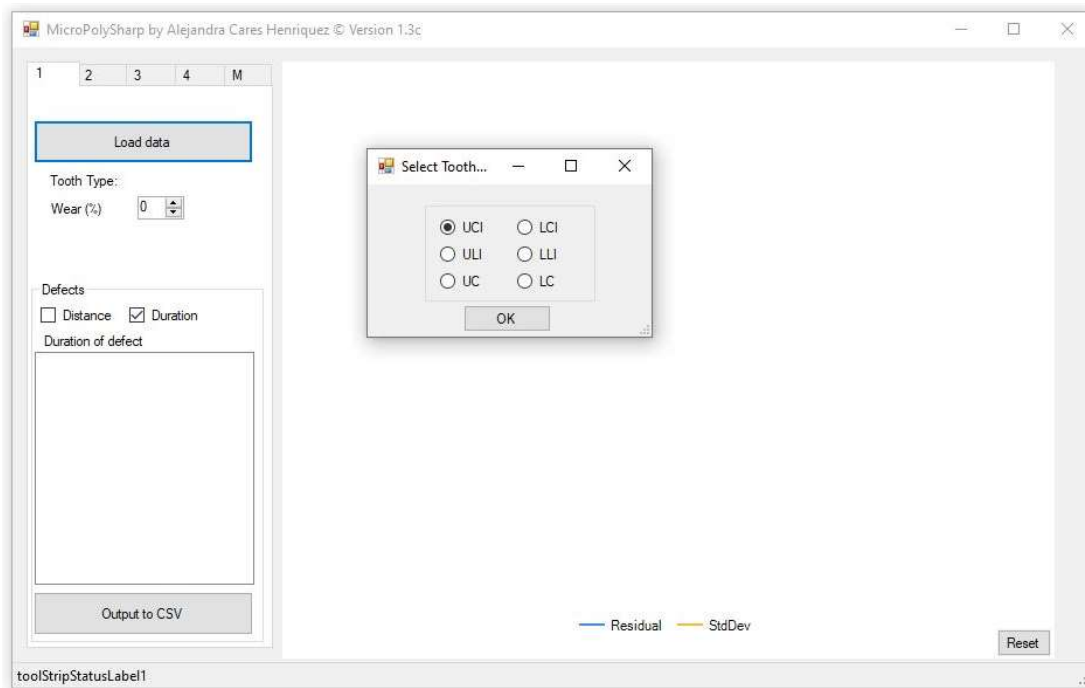 MicroPolySharp by Alejandra Cares Henriquez © Version 1.3c
1 2 3 4 M
Load data
Tooth Type:
Wear (%) 0
Defects
Distance Duration
Duration of defect
Output to CSV
Select Tooth...
UCI LCI
ULI LLI
UC LC
OK
Residual StdDev
Reset
toolStripStatusLabel1